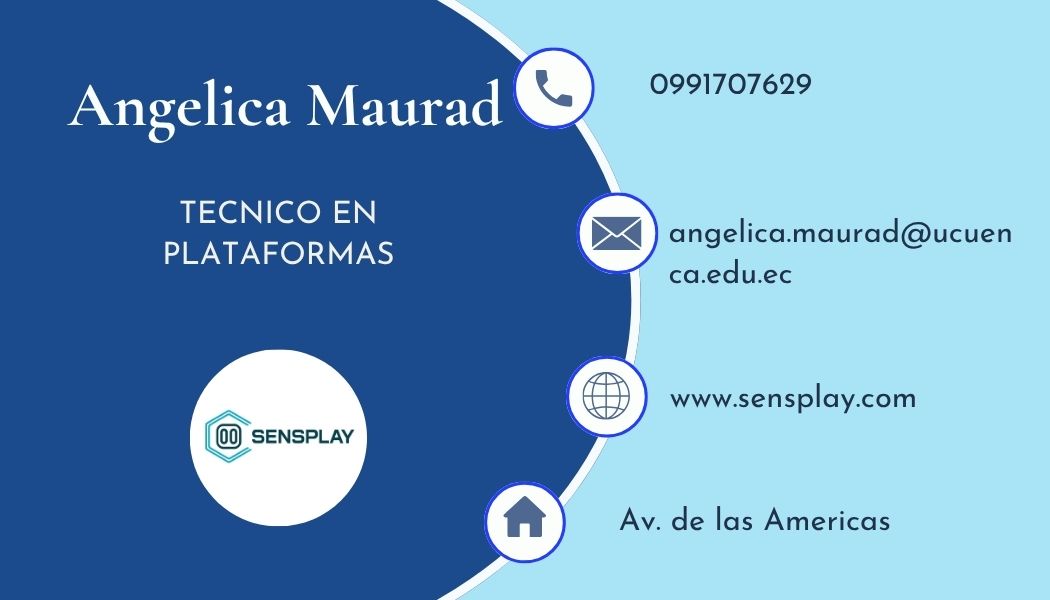 Angelica Maurad
TECNICO EN
PLATAFORMAS
SENSPLAY
0991707629
angelica.maurad@ucuen
ca.edu.ec
www.sensplay.com
Av. de las Americas